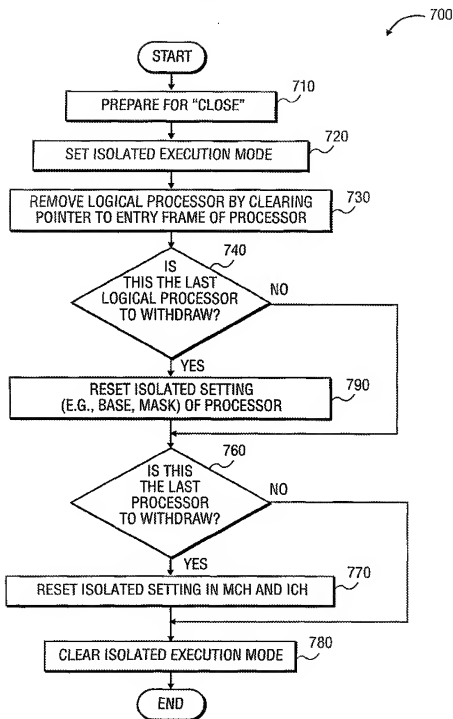 700
START
PREPARE FOR "CLOSE"
710
SET ISOLATED EXECUTION MODE
720
REMOVE LOGICAL PROCESSOR BY CLEARING
POINTER TO ENTRY FRAME OF PROCESSOR
730
740
IS
THIS THE LAST
LOGICAL PROCESSOR
TO WITHDRAW?
NO
YES
RESET ISOLATED SETTING
(E.G., BASE, MASK) OF PROCESSOR
790
760
IS THIS
THE LAST
PROCESSOR
TO WITHDRAW?
NO
YES
RESET ISOLATED SETTING IN MCH AND ICH
770
CLEAR ISOLATED EXECUTION MODE
780
END